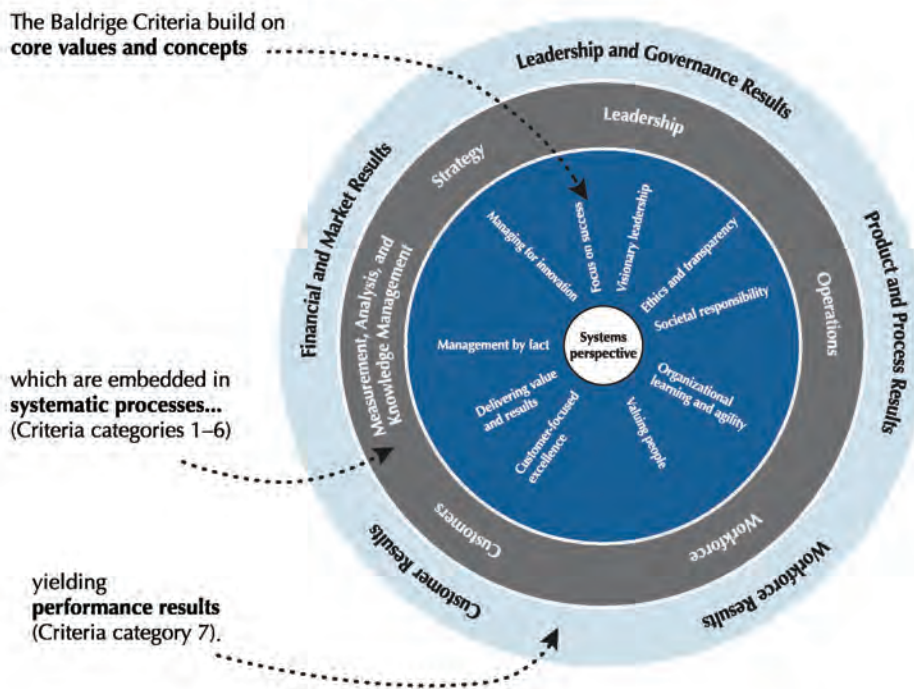 The Baldrige Criteria build on
core values and concepts
which are embedded in
systematic processes...
(Criteria categories 1–6)
yielding
performance results
(Criteria category 7).
Leadership and Governance Results
Product and Process Results
Workforce Results
Customer Results
Financial and Market Results
Leadership
Operations
Workforce
Customers
Measurement, Analysis, and
Knowledge Management
Strategy
Focus on success
Visionary leadership
Ethics and transparency
Societal responsibility
Organizational
learning and agility
Valuing people
Customer-focused
excellence
Delivering value
and results
Management by fact
Managing for innovation
Systems
perspective